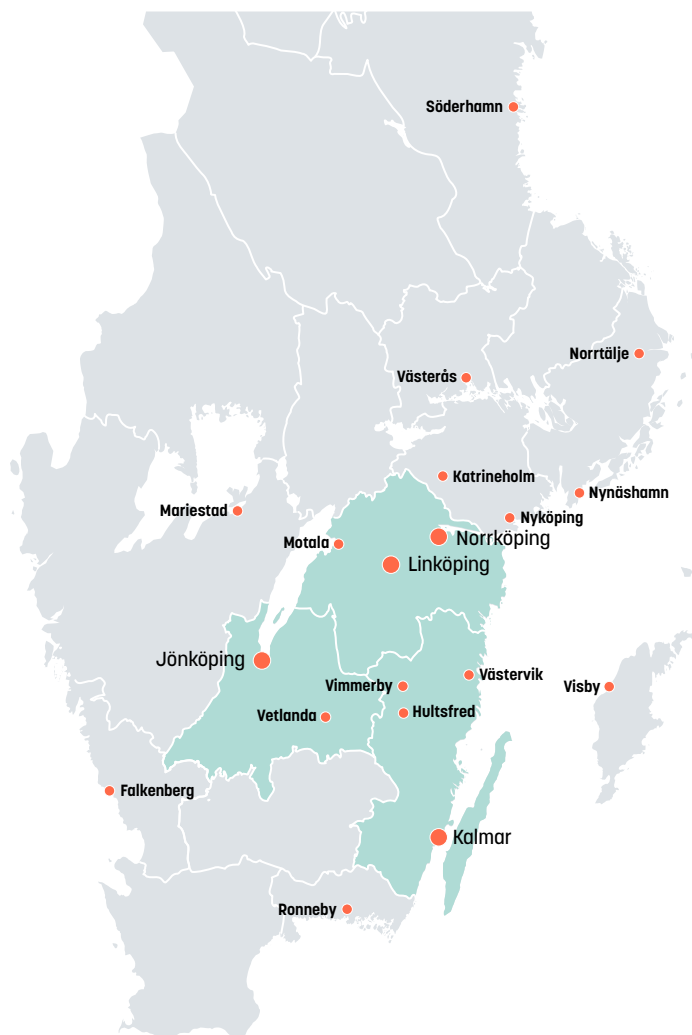 Söderhamn
Norrtälje
Västerås
Katrineholm
Nynäshamn
Mariestad
Nyköping
Norrköping
Motala
Linköping
Jönköping
Västervik
Vimmerby
Visby
Hultsfred
Vetlanda
Falkenberg
Kalmar
Ronneby